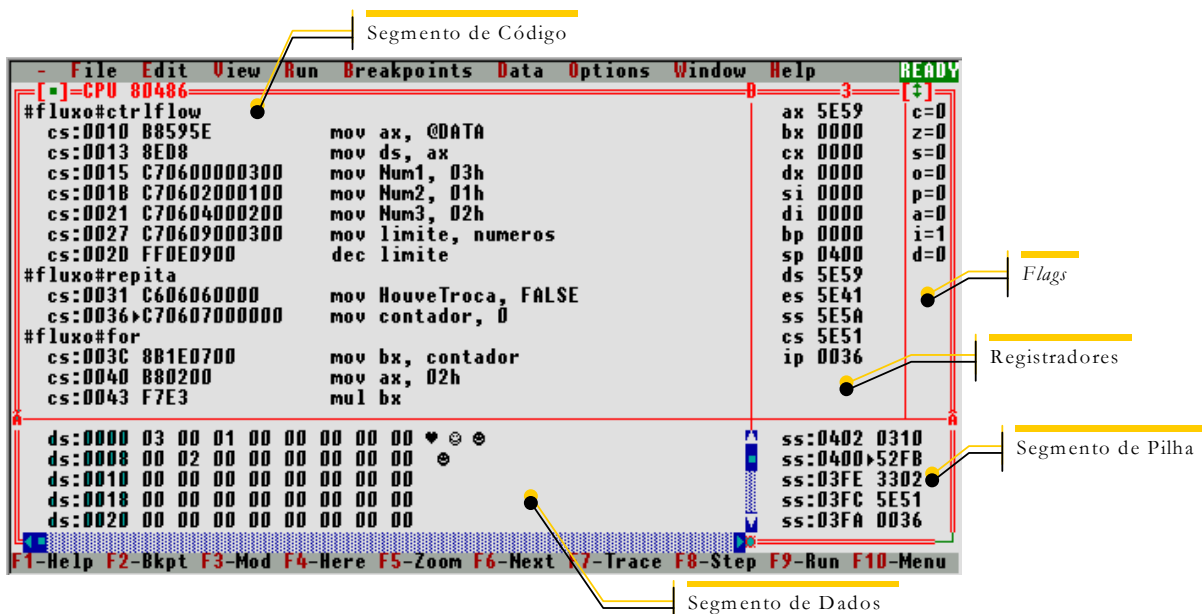 Segmento de Código
- File Edit View Run Breakpoints Data Options Window Help READY
[■]=CPU 80486 3 [↕]
#fluxo#ctrlflow
cs:0010 B8595E mov ax, @DATA
cs:0013 8ED8 mov ds, ax
cs:0015 C70600000300 mov Num1, 03h
cs:001B C70602000100 mov Num2, 01h
cs:0021 C70604000200 mov Num3, 02h
cs:0027 C70609000300 mov limite, numeros
cs:002D FF0E0900 dec limite
#fluxo#repita
cs:0031 C606060000 mov HouveTroca, FALSE
cs:0036▸C70607000000 mov contador, 0
#fluxo#for
cs:003C 8B1E0700 mov bx, contador
cs:0040 B80200 mov ax, 02h
cs:0043 F7E3 mul bx
ax 5E59
bx 0000
cx 0000
dx 0000
si 0000
di 0000
bp 0000
sp 0400
ds 5E59
es 5E41
ss 5E5A
cs 5E51
ip 0036
c=0
z=0
s=0
o=0
p=0
a=0
i=1
d=0
Flags
Registradores
ds:0000 03 00 01 00 00 00 00 00 ♥ ☺ ☻
ds:0008 00 02 00 00 00 00 00 00 ☻
ds:0010 00 00 00 00 00 00 00 00
ds:0018 00 00 00 00 00 00 00 00
ds:0020 00 00 00 00 00 00 00 00
ss:0402 0310
ss:0400▸52FB
ss:03FE 3302
ss:03FC 5E51
ss:03FA 0036
Segmento de Pilha
F1-Help F2-Bkpt F3-Mod F4-Here F5-Zoom F6-Next F7-Trace F8-Step F9-Run F10-Menu
Segmento de Dados